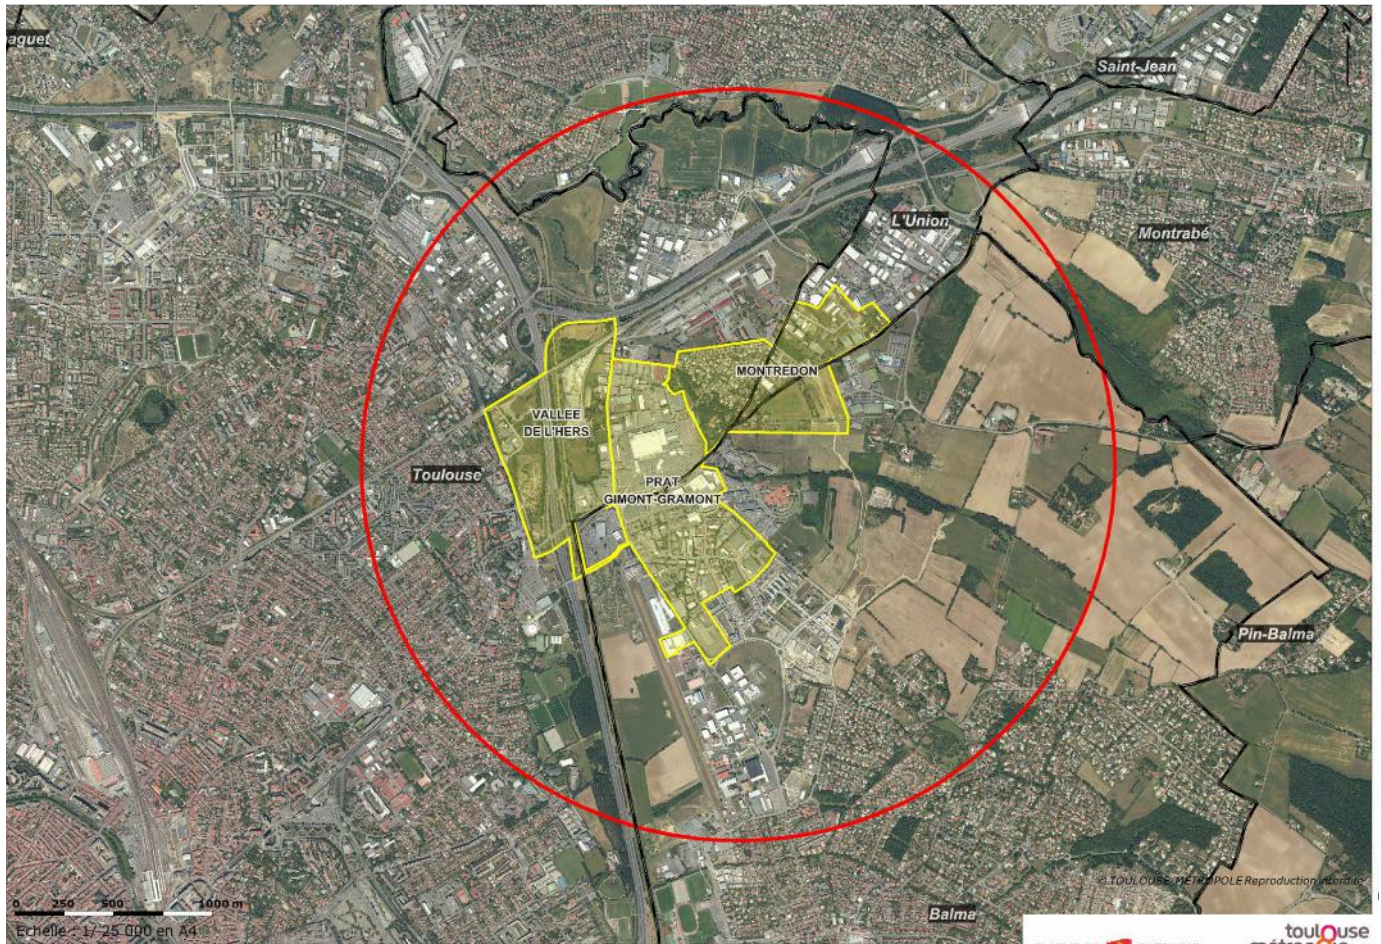 Saint-Jean
L'Union
Montrabé
MONTREDON
VALLEE
DE L'HERS
Toulouse
PRAT
GIMONT-GRAMONT
Pin-Balma
© TOULOUSE METROPOLE Reproduction interdite
0 250 500 1000 m
Echelle : 1/ 25 000 en A4
Balma
toulouse